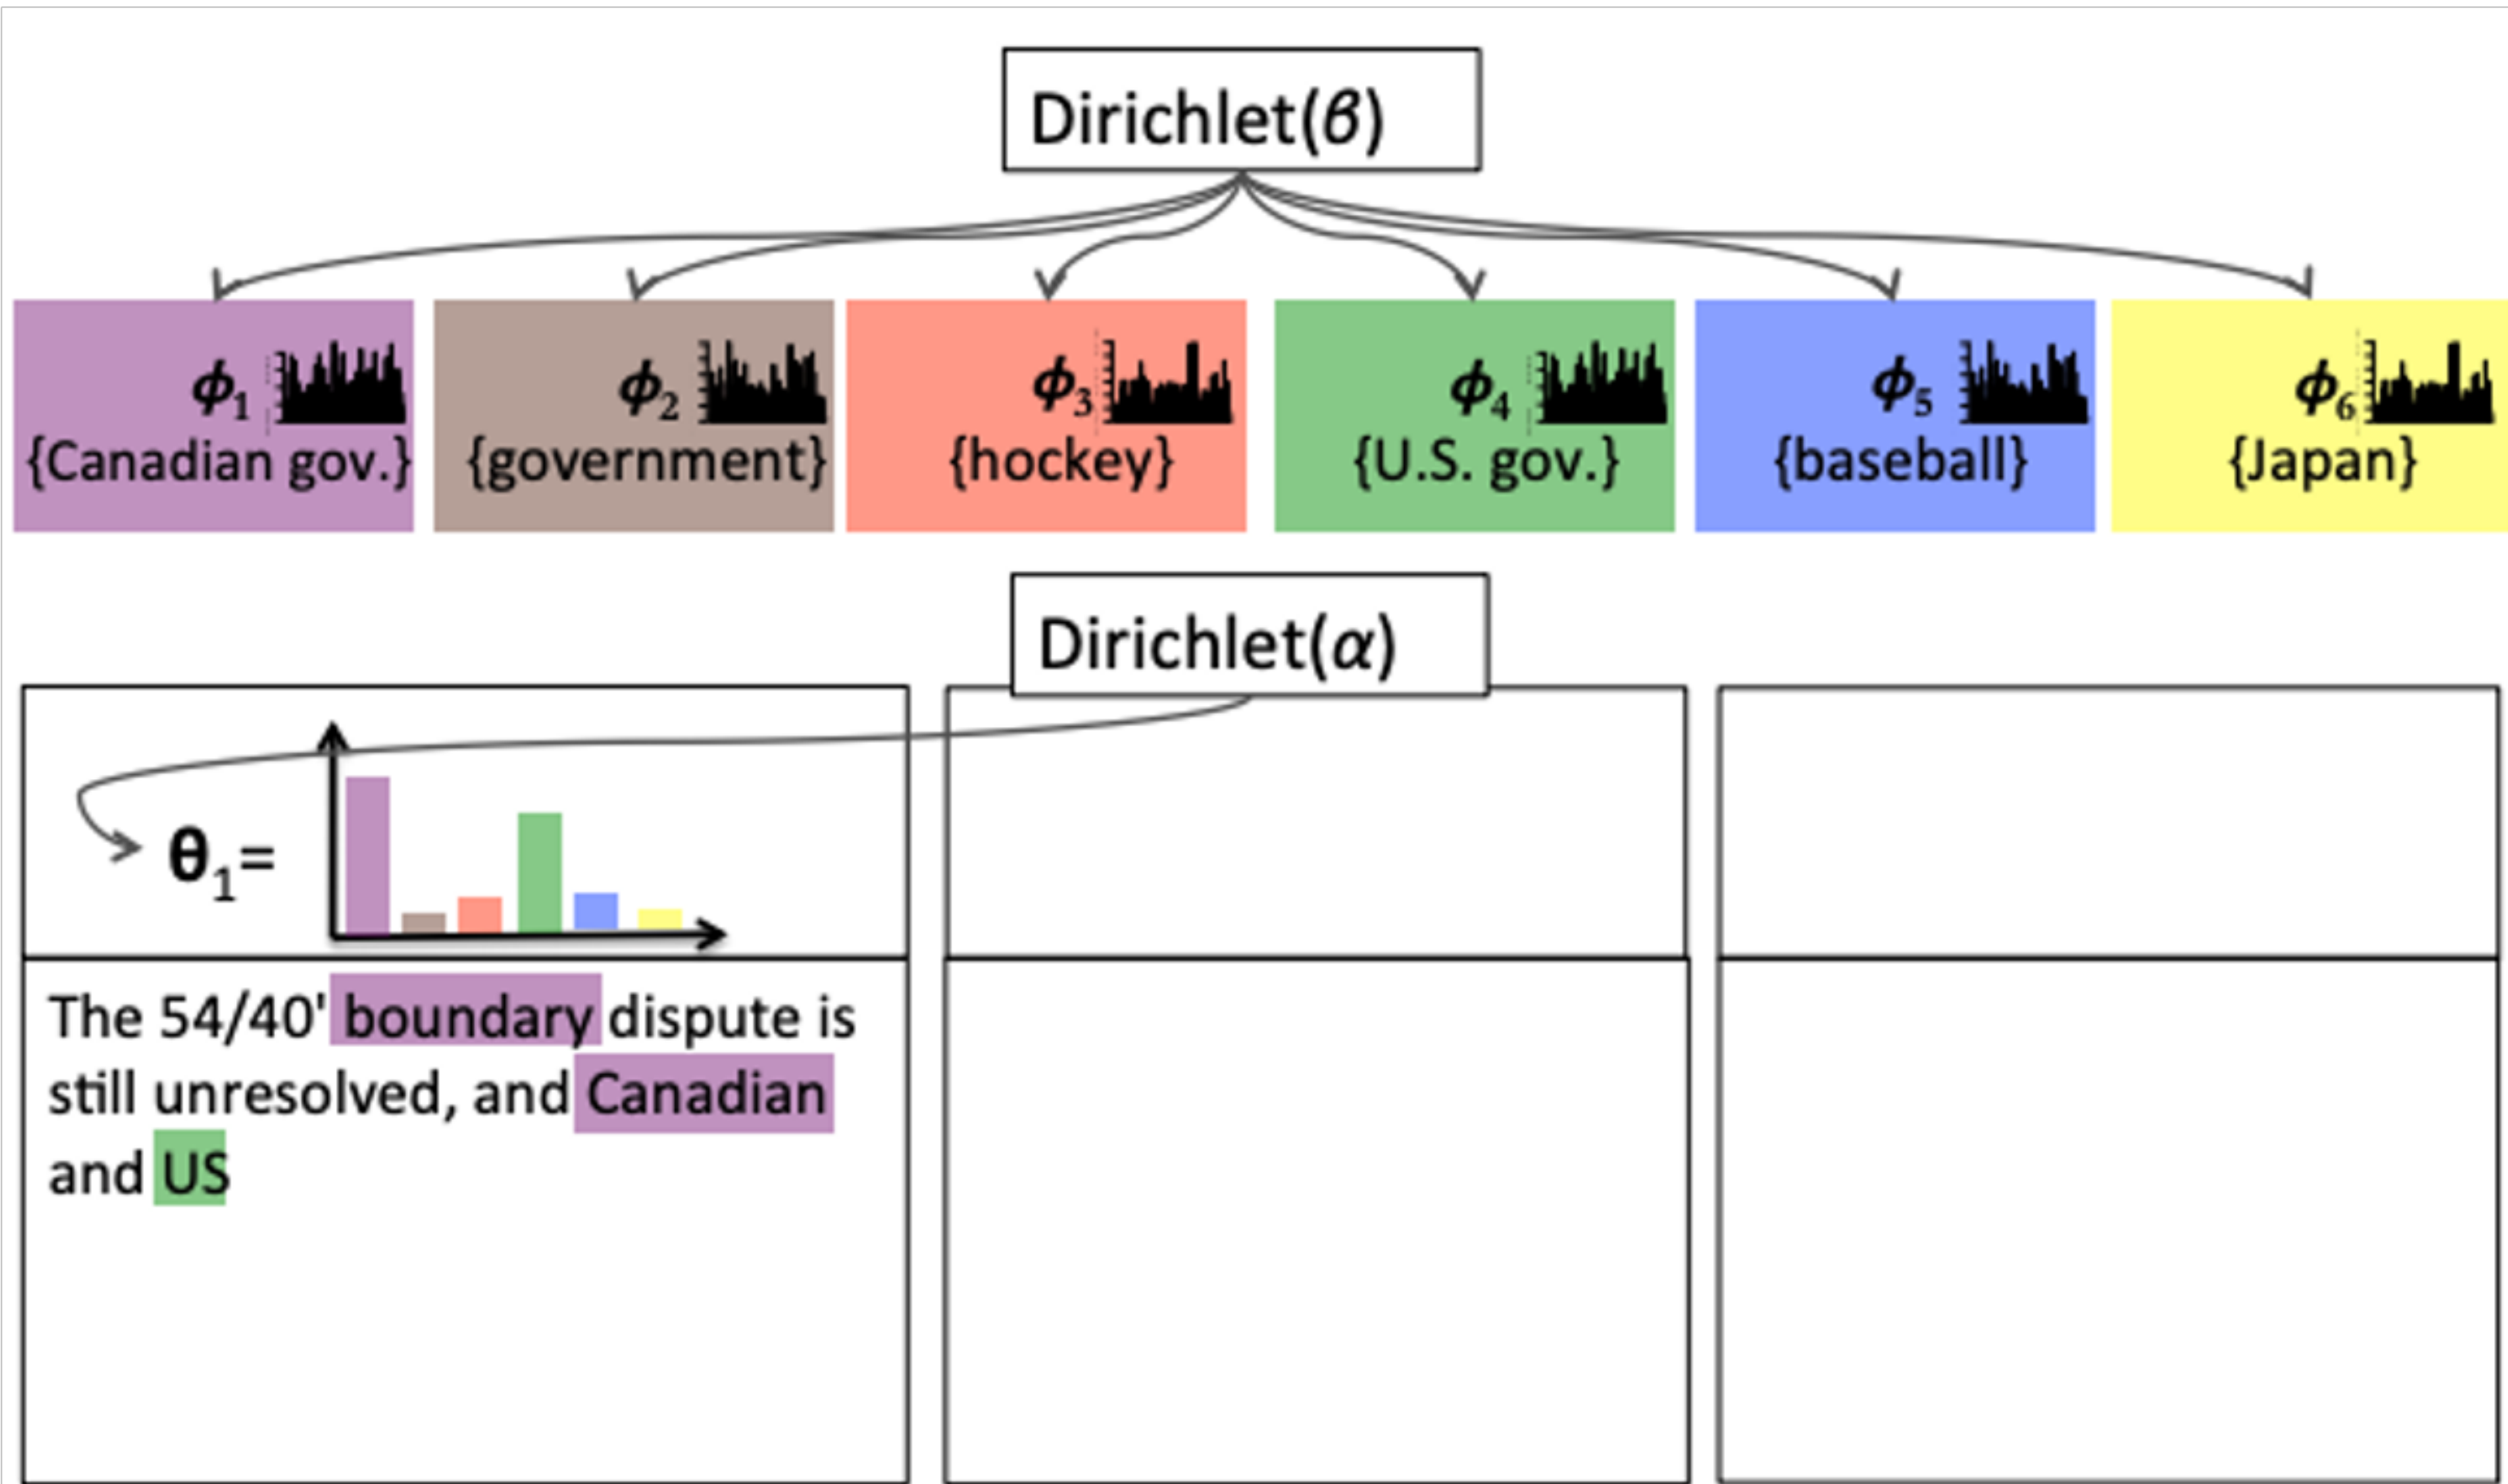 Dirichlet(β)
ϕ1 ϕ2 ϕ3 ϕ4 ϕ5 ϕ6
{Canadian gov.} {government} {hockey} {U.S. gov.} {baseball} {Japan}
Dirichlet(α)
θ1=
The 54/40' boundary dispute is
still unresolved, and Canadian
and US